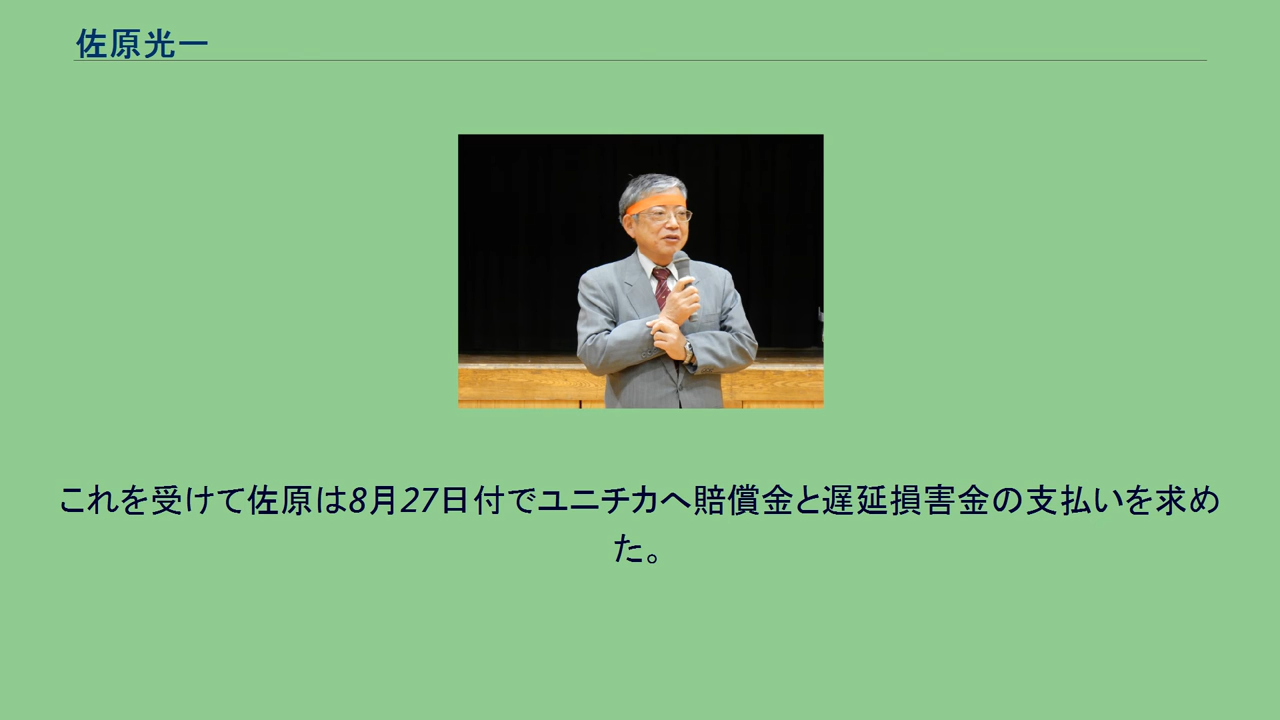 佐原光一
これを受けて佐原は8月27日付でユニチカへ賠償金と遅延損害金の支払いを求め
た。